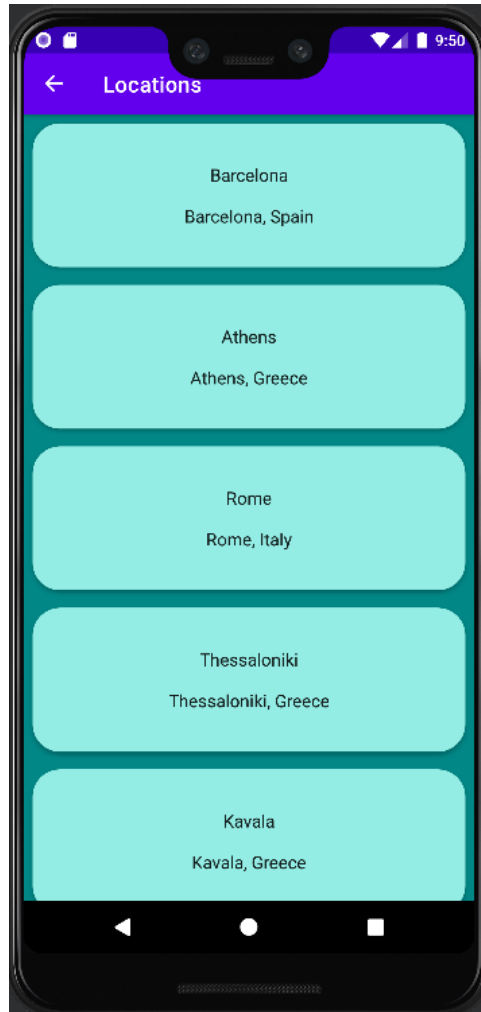 9:50
Locations
Barcelona
Barcelona, Spain
Athens
Athens, Greece
Rome
Rome, Italy
Thessaloniki
Thessaloniki, Greece
Kavala
Kavala, Greece